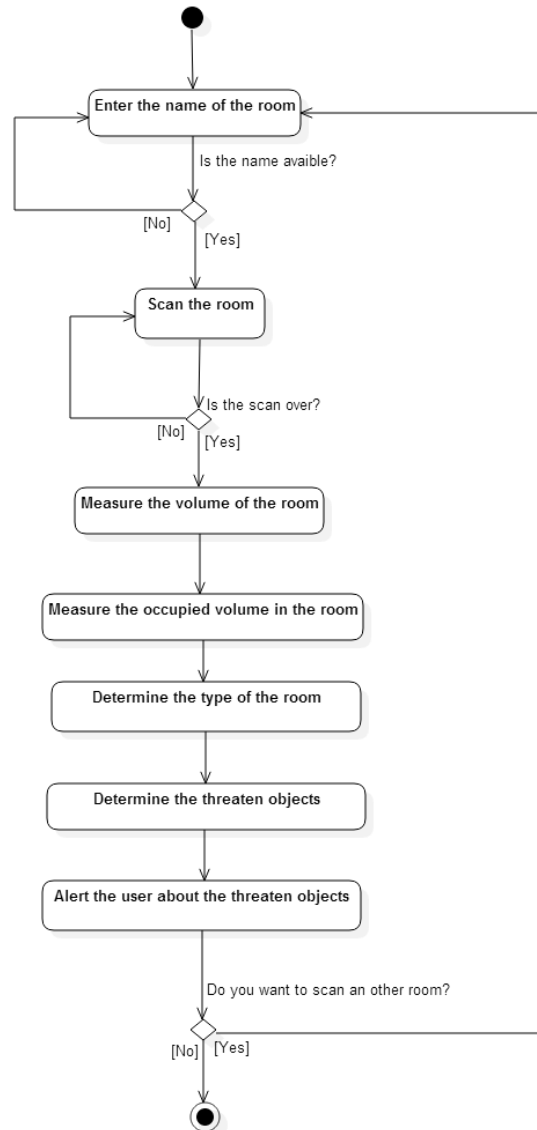 Enter the name of the room
Is the name avaible?
[No]
[Yes]
Scan the room
Is the scan over?
[No]
[Yes]
Measure the volume of the room
Measure the occupied volume in the room
Determine the type of the room
Determine the threaten objects
Alert the user about the threaten objects
Do you want to scan an other room?
[No]
[Yes]